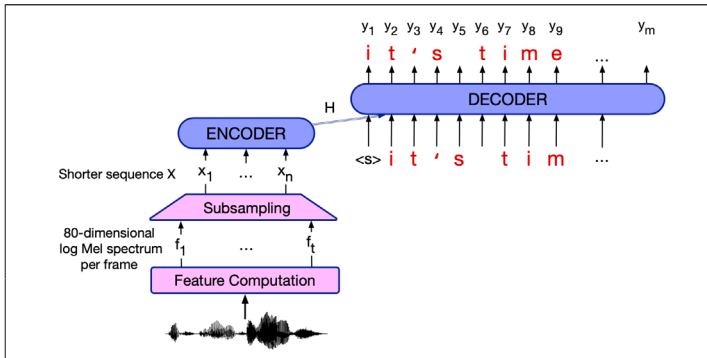 y1 y2 y3 y4 y5 y6 y7 y8 y9 ym
i t ‘ s t i m e ...
DECODER
H
ENCODER
<s> i t ‘ s t i m ...
Shorter sequence X x1 ... xn
Subsampling
80-dimensional
log Mel spectrum
per frame
f1 ... ft
Feature Computation